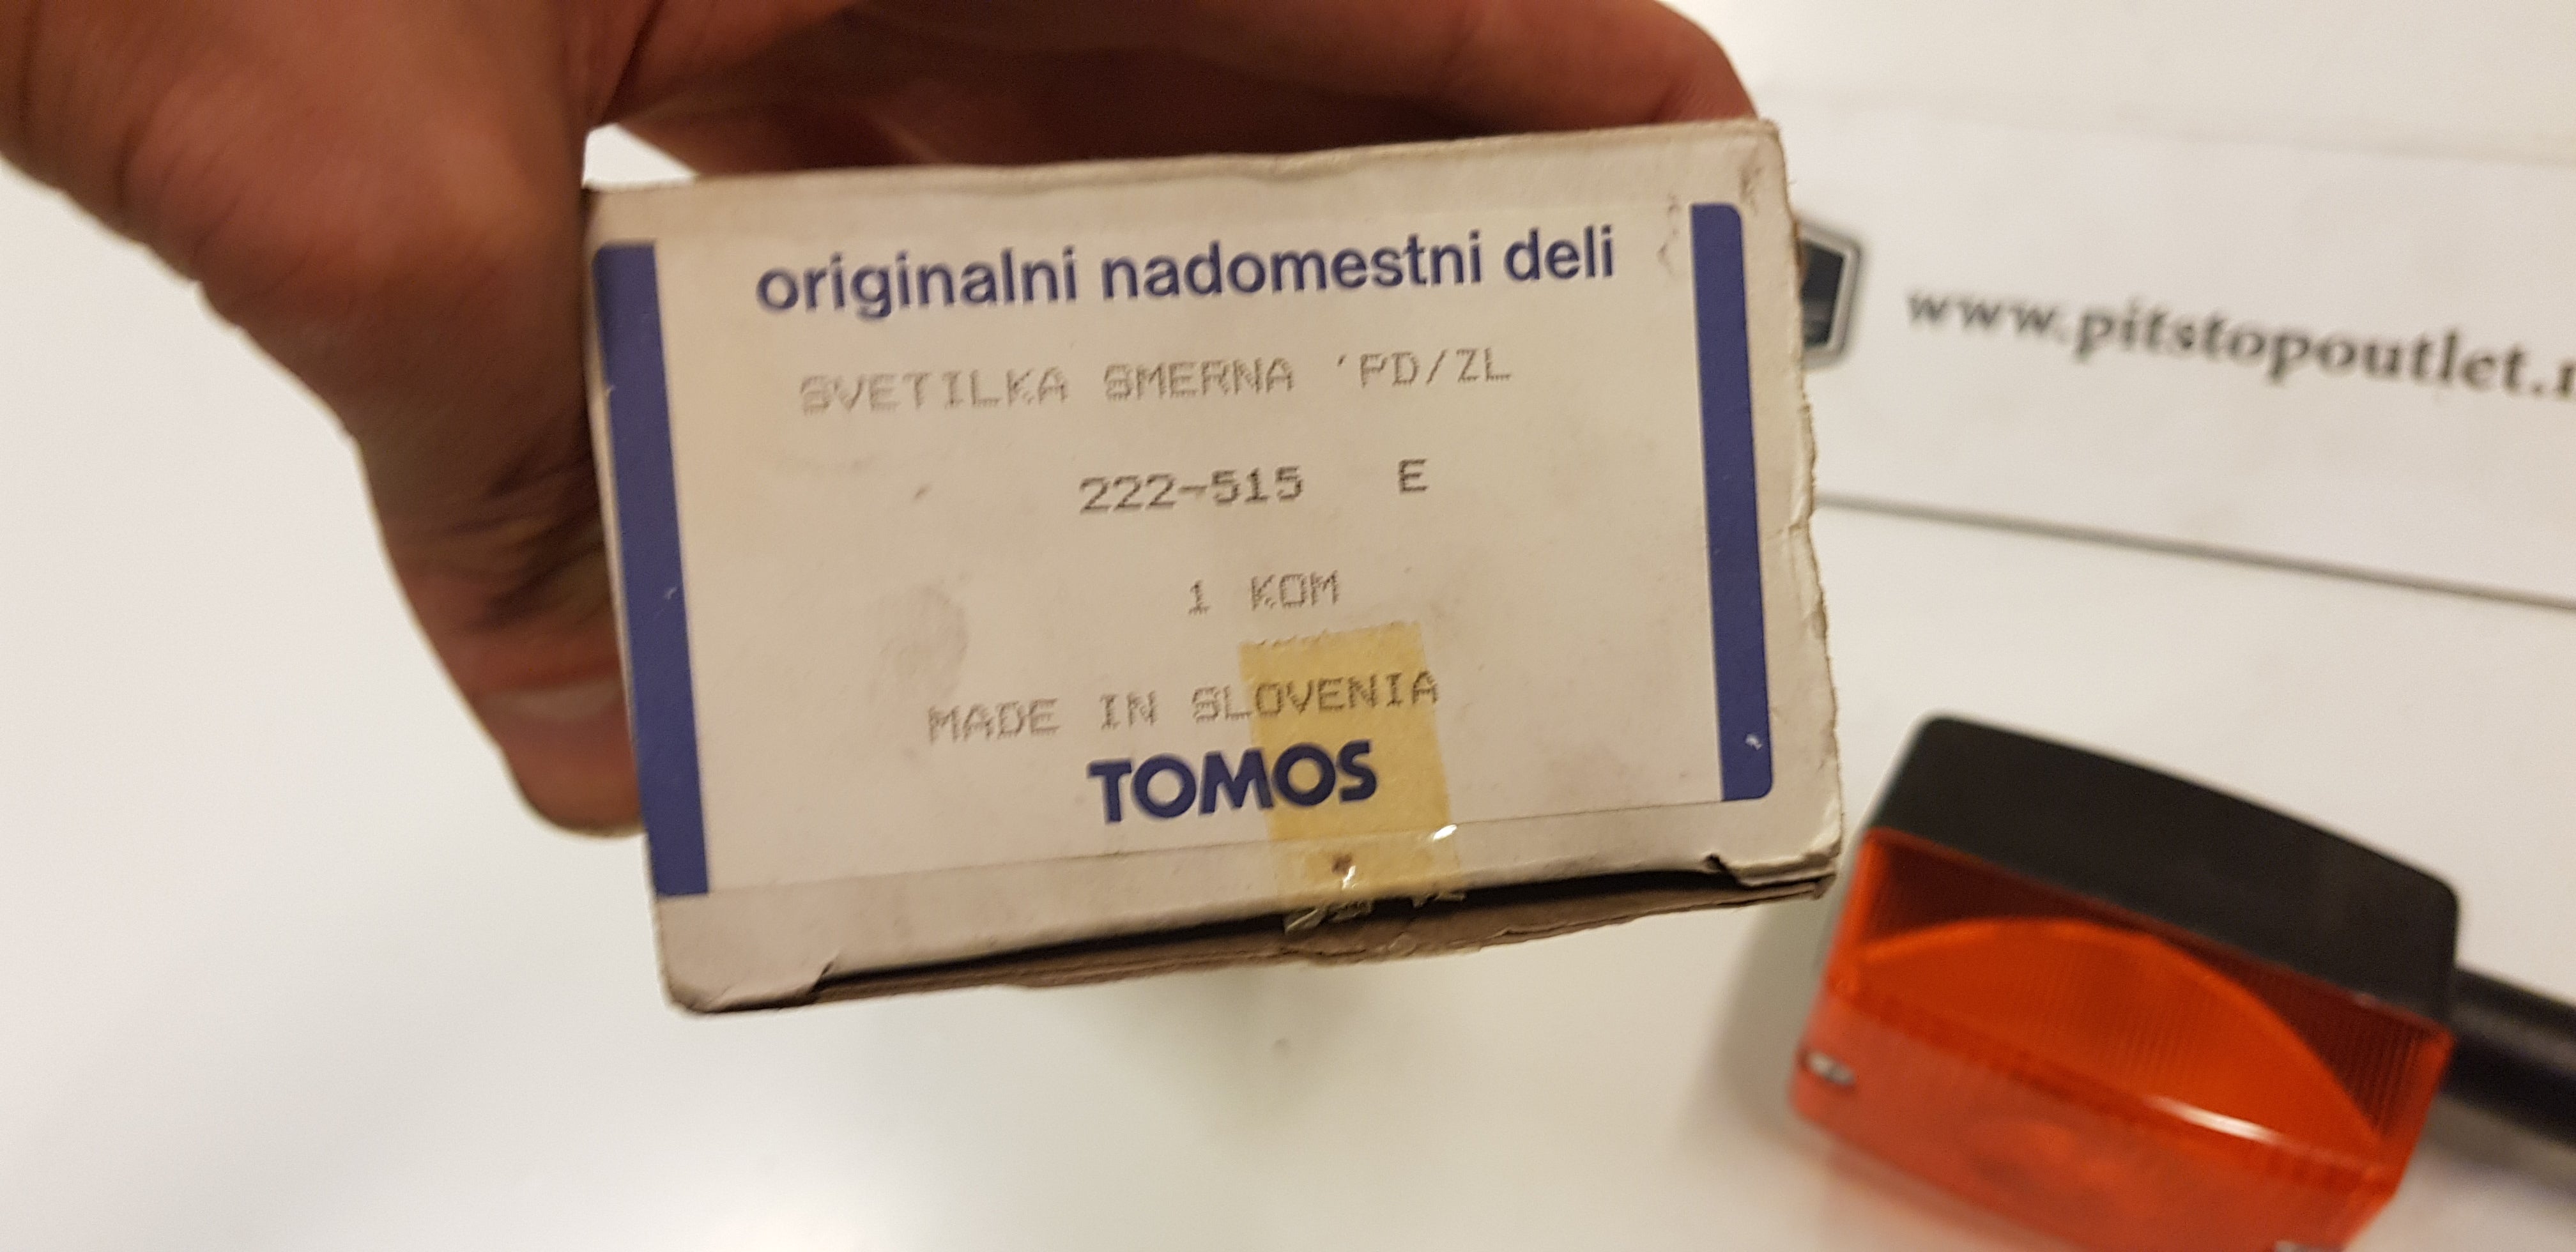 originalni nadomestni deli
SVETILKA SMERNA 'PD/ZL
222-515 E
1 KOM
MADE IN SLOVENIA
TOMOS
www.pitstopoutlet.n